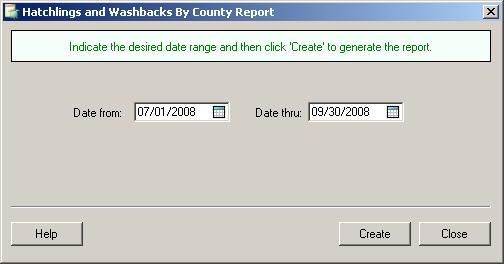 Hatchlings and Washbacks By County Report
Indicate the desired date range and then click 'Create' to generate the report.
Date from: 07/01/2008 Date thru: 09/30/2008
Help Create Close